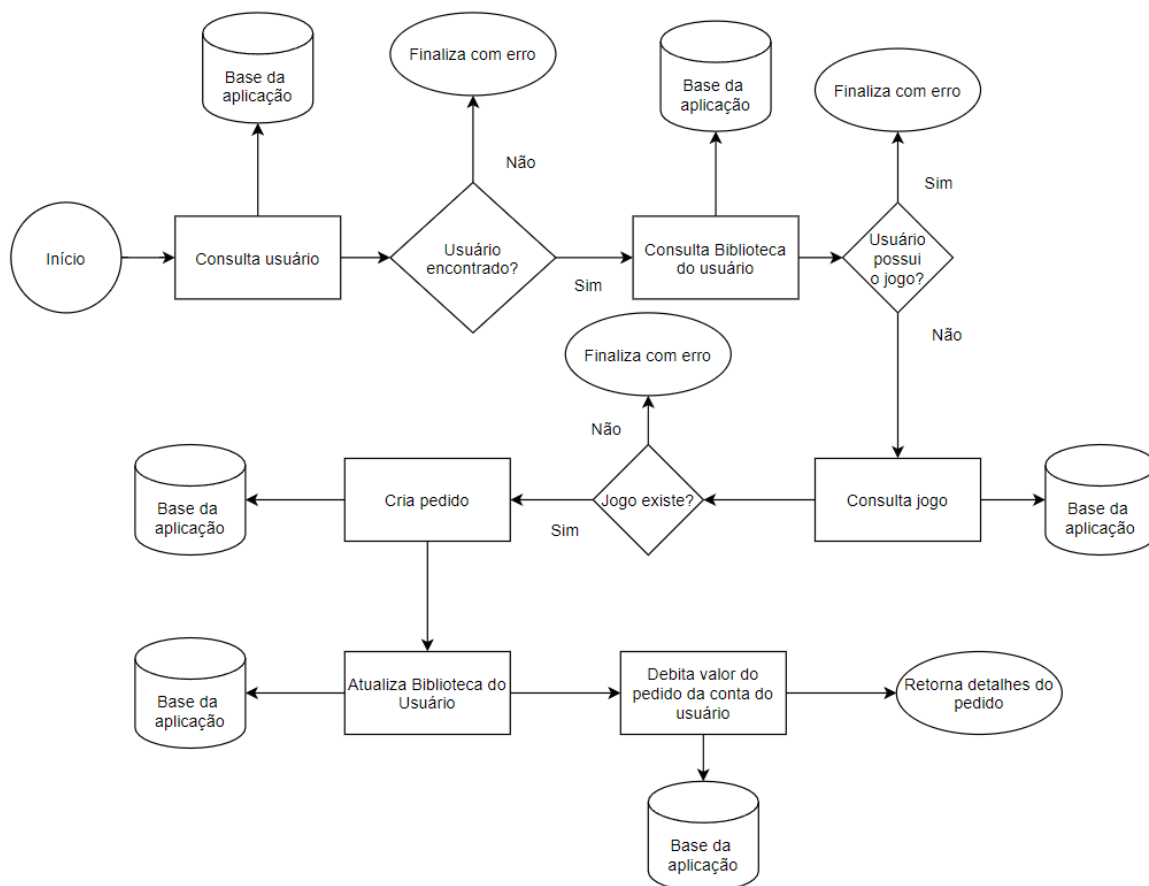 Base da
aplicação
Finaliza com erro
Base da
aplicação
Finaliza com erro
Não
Sim
Início
Consulta usuário
Usuário
encontrado?
Sim
Consulta Biblioteca
do usuário
Usuário
possui
o jogo?
Não
Finaliza com erro
Não
Base da
aplicação
Cria pedido
Sim
Jogo existe?
Consulta jogo
Base da
aplicação
Base da
aplicação
Atualiza Biblioteca do
Usuário
Debita valor do
pedido da conta do
usuário
Retorna detalhes do
pedido
Base da
aplicação